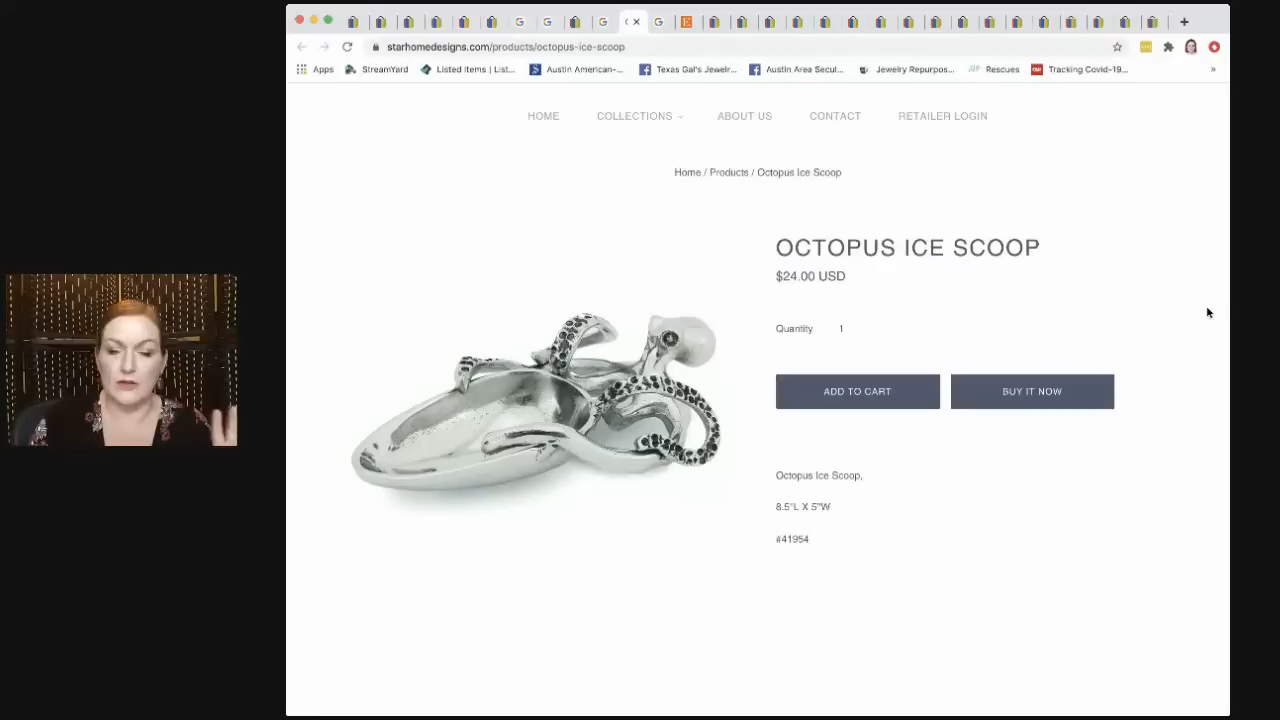 starhomedesigns.com/products/octopus-ice-scoop
Apps StreamYard Listed Items | List... Austin American-... Texas Gal's Jewelr... Austin Area Secul... Jewelry Repurpos... Rescues Tracking Covid-19... »
HOME COLLECTIONS ABOUT US CONTACT RETAILER LOGIN
Home / Products / Octopus Ice Scoop
OCTOPUS ICE SCOOP
$24.00 USD
Quantity 1
ADD TO CART BUY IT NOW
Octopus Ice Scoop,
8.5"L X 5"W
#41954